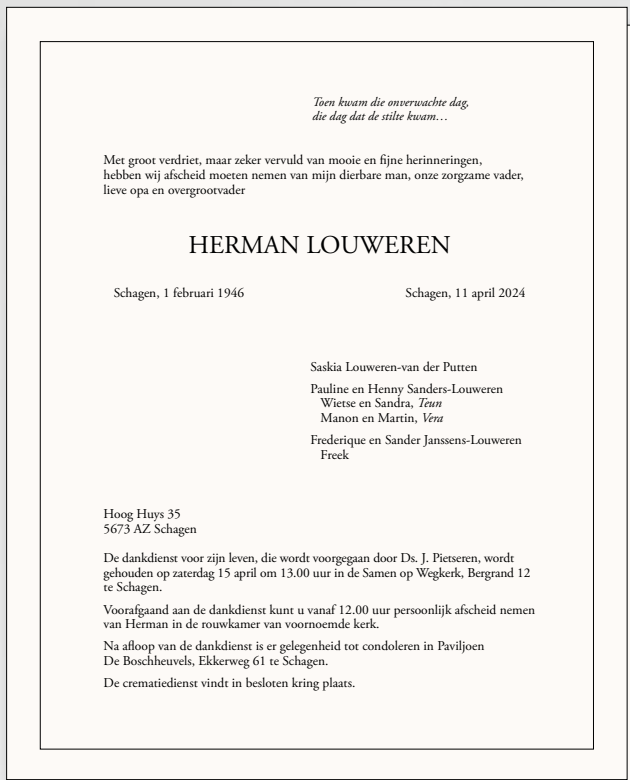 Toen kwam die onverwachte dag,
die dag dat de stilte kwam…
Met groot verdriet, maar zeker vervuld van mooie en fijne herinneringen,
hebben wij afscheid moeten nemen van mijn dierbare man, onze zorgzame vader,
lieve opa en overgrootvader
HERMAN LOUWEREN
Schagen, 1 februari 1946
Schagen, 11 april 2024
Saskia Louweren-van der Putten
Pauline en Henny Sanders-Louweren
Wietse en Sandra, Teun
Manon en Martin, Vera
Frederique en Sander Janssens-Louweren
Freek
Hoog Huys 35
5673 AZ Schagen
De dankdienst voor zijn leven, die wordt voorgegaan door Ds. J. Pietseren, wordt
gehouden op zaterdag 15 april om 13.00 uur in de Samen op Wegkerk, Bergrand 12
te Schagen.
Voorafgaand aan de dankdienst kunt u vanaf 12.00 uur persoonlijk afscheid nemen
van Herman in de rouwkamer van voornoemde kerk.
Na afloop van de dankdienst is er gelegenheid tot condoleren in Paviljoen
De Boschheuvels, Ekkerweg 61 te Schagen.
De crematiedienst vindt in besloten kring plaats.